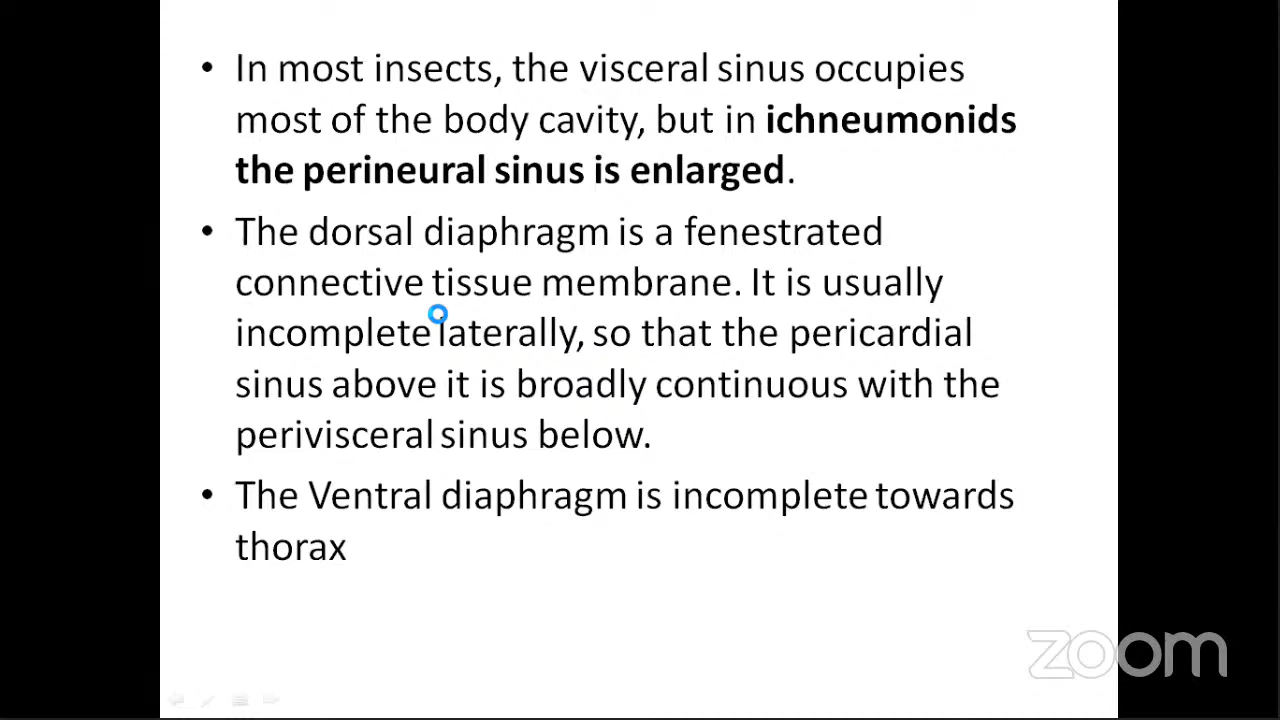 • In most insects, the visceral sinus occupies
most of the body cavity, but in ichneumonids
the perineural sinus is enlarged.
• The dorsal diaphragm is a fenestrated
connective tissue membrane. It is usually
incomplete laterally, so that the pericardial
sinus above it is broadly continuous with the
perivisceral sinus below.
• The Ventral diaphragm is incomplete towards
thorax
zoom